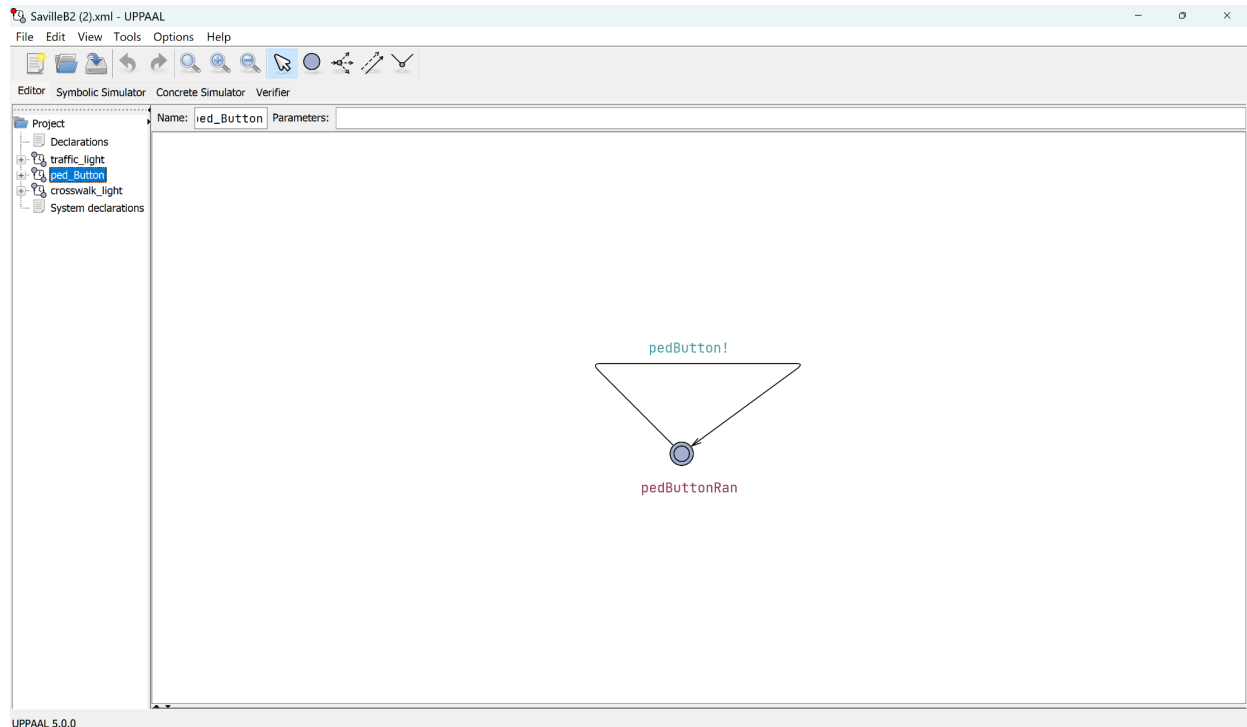 SavilleB2 (2).xml - UPPAAL
File Edit View Tools Options Help
Editor Symbolic Simulator Concrete Simulator Verifier
Name: ped_Button Parameters:
Project
Declarations
traffic_light
ped_Button
crosswalk_light
System declarations
pedButton!
pedButtonRan
UPPAAL 5.0.0